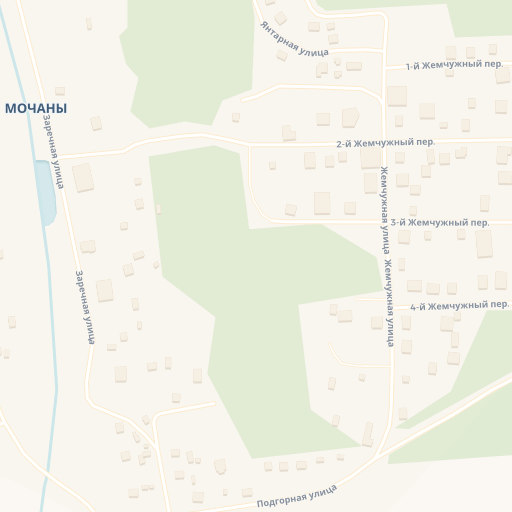 Янтарная улица
1-й Жемчужный пер.
МОЧАНЫ
Заречная улица
2-й Жемчужный пер.
Жемчужная улица
3-й Жемчужный пер.
Жемчужная улица
Заречная улица
4-й Жемчужный пер.
Подгорная улица